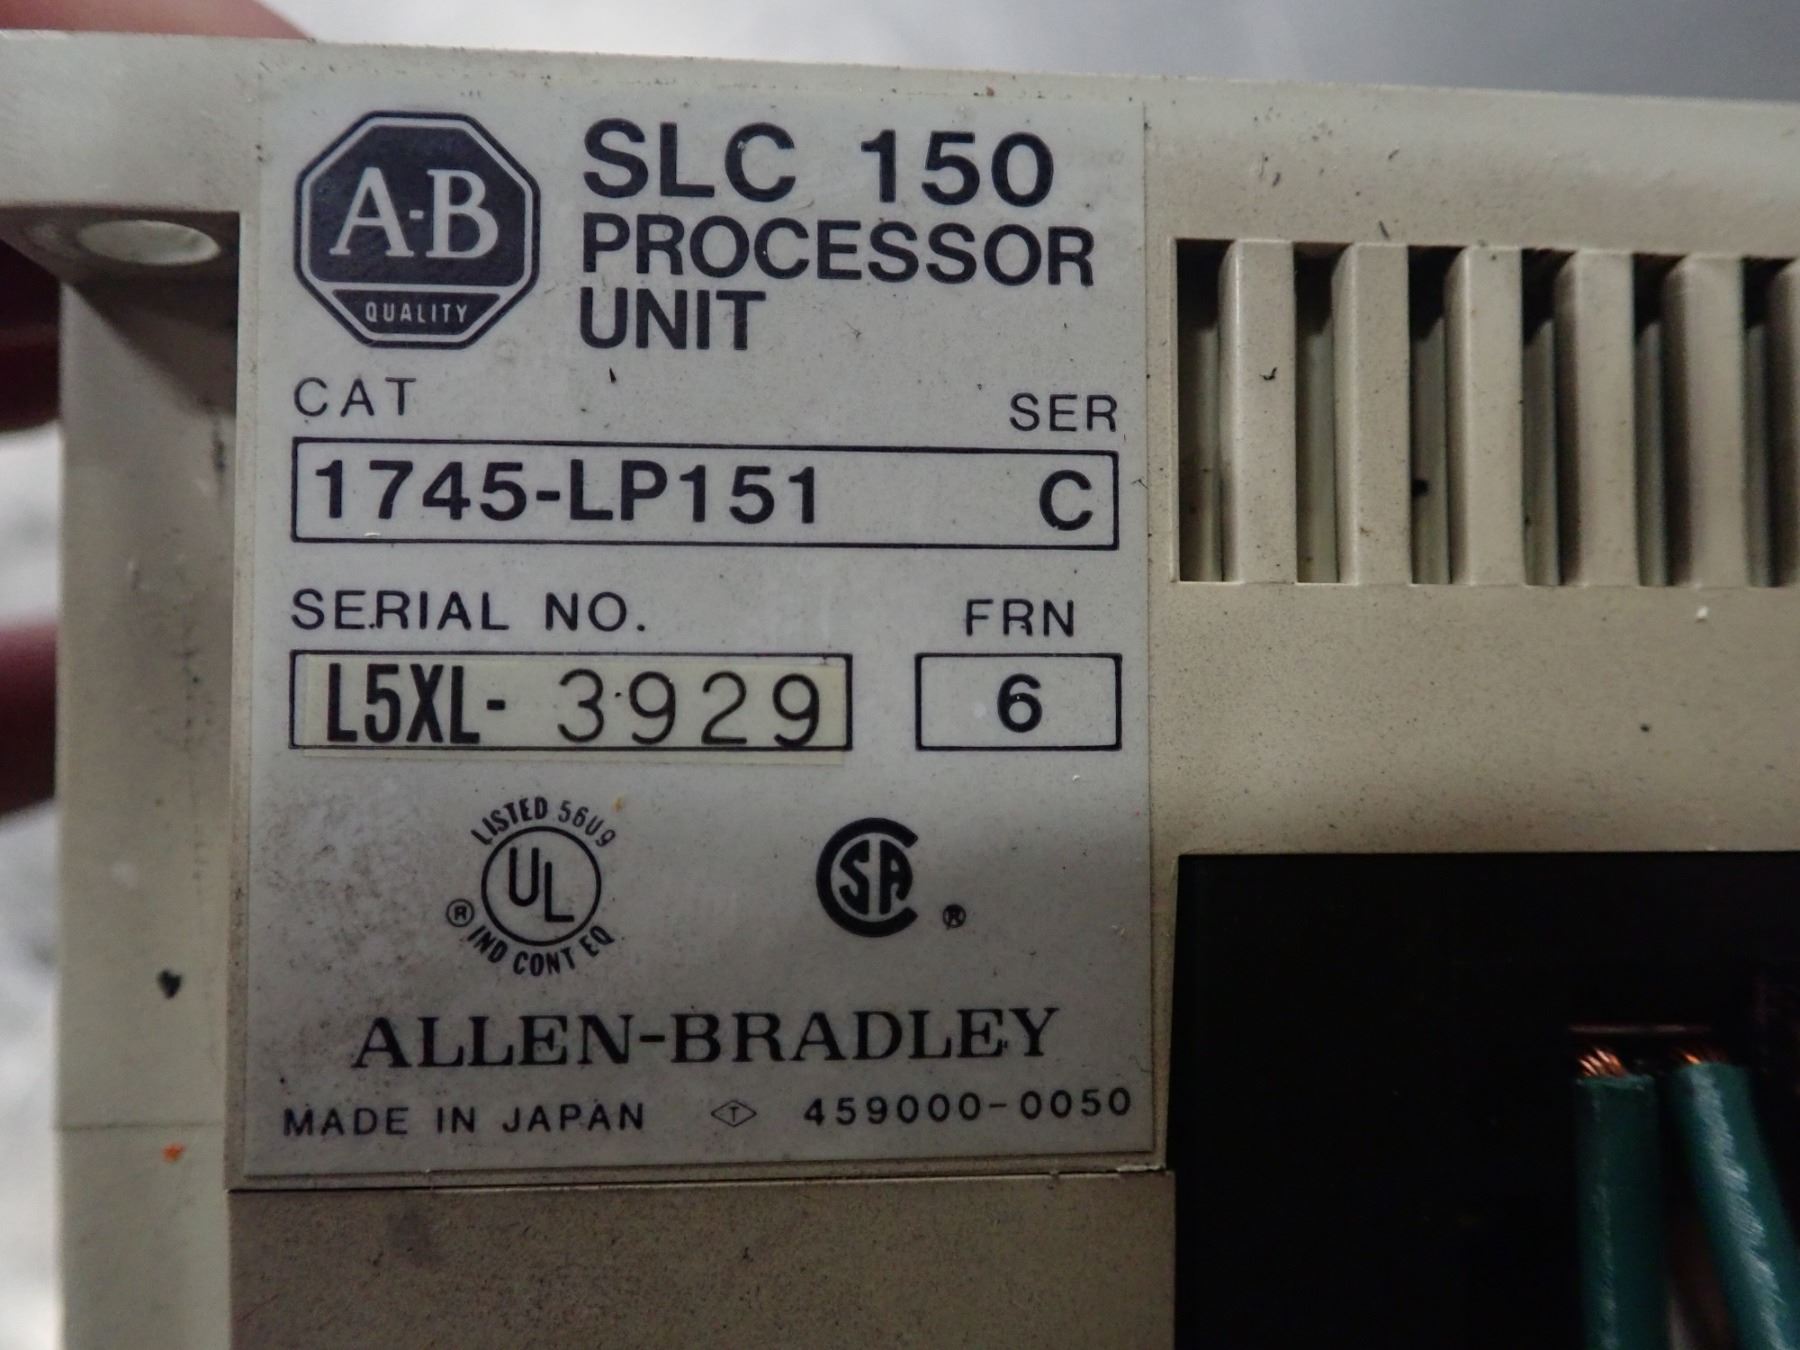 A-B
QUALITY
SLC 150
PROCESSOR
UNIT
CAT SER
1745-LP151 C
SERIAL NO. FRN
L5XL- 3929 6
LISTED 56U9
UL
®
IND CONT EQ
CSA ®
ALLEN-BRADLEY
MADE IN JAPAN T 459000-0050